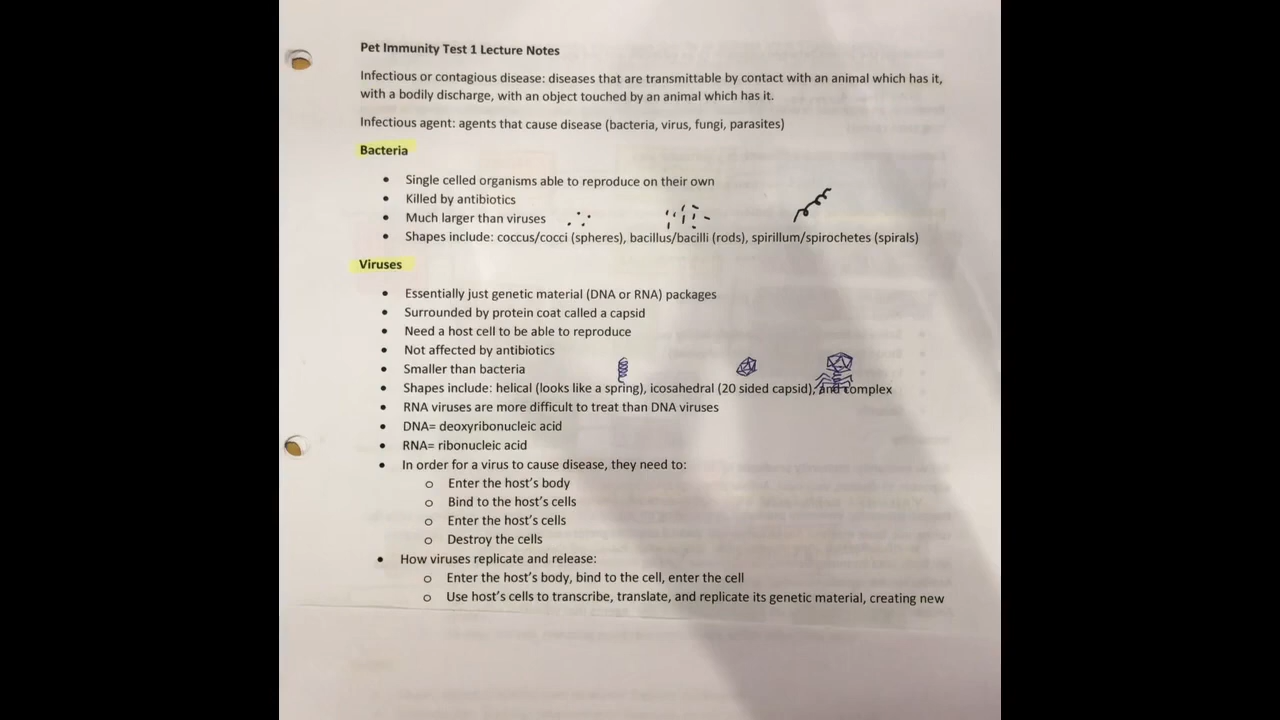 Pet Immunity Test 1 Lecture Notes
Infectious or contagious disease: diseases that are transmittable by contact with an animal which has it,
with a bodily discharge, with an object touched by an animal which has it.
Infectious agent: agents that cause disease (bacteria, virus, fungi, parasites)
Bacteria
• Single celled organisms able to reproduce on their own
• Killed by antibiotics
• Much larger than viruses
• Shapes include: coccus/cocci (spheres), bacillus/bacilli (rods), spirillum/spirochetes (spirals)
Viruses
• Essentially just genetic material (DNA or RNA) packages
• Surrounded by protein coat called a capsid
• Need a host cell to be able to reproduce
• Not affected by antibiotics
• Smaller than bacteria
• Shapes include: helical (looks like a spring), icosahedral (20 sided capsid), and complex
• RNA viruses are more difficult to treat than DNA viruses
• DNA= deoxyribonucleic acid
• RNA= ribonucleic acid
• In order for a virus to cause disease, they need to:
o Enter the host's body
o Bind to the host's cells
o Enter the host's cells
o Destroy the cells
• How viruses replicate and release:
o Enter the host's body, bind to the cell, enter the cell
o Use host's cells to transcribe, translate, and replicate its genetic material, creating new